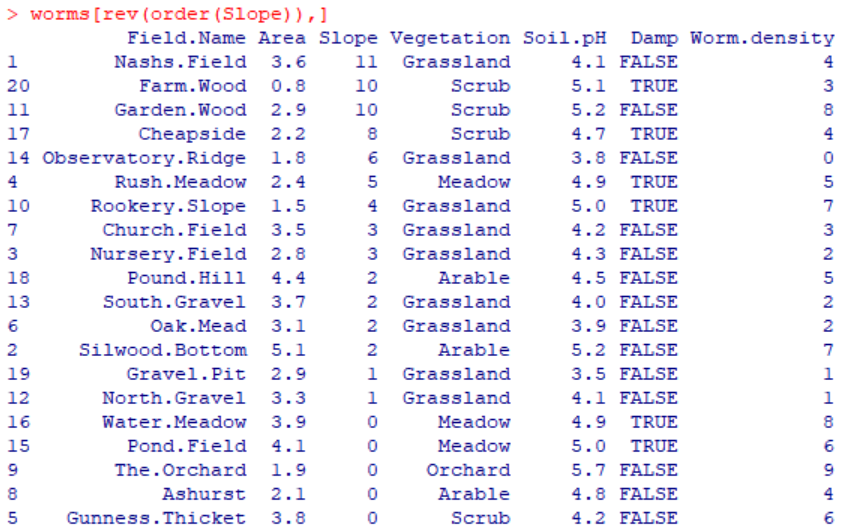 > worms[rev(order(Slope)),]
Field.Name Area Slope Vegetation Soil.pH Damp Worm.density
1 Nashs.Field 3.6 11 Grassland 4.1 FALSE 4
20 Farm.Wood 0.8 10 Scrub 5.1 TRUE 3
11 Garden.Wood 2.9 10 Scrub 5.2 FALSE 8
17 Cheapside 2.2 8 Scrub 4.7 TRUE 4
14 Observatory.Ridge 1.8 6 Grassland 3.8 FALSE 0
4 Rush.Meadow 2.4 5 Meadow 4.9 TRUE 5
10 Rookery.Slope 1.5 4 Grassland 5.0 TRUE 7
7 Church.Field 3.5 3 Grassland 4.2 FALSE 3
3 Nursery.Field 2.8 3 Grassland 4.3 FALSE 2
18 Pound.Hill 4.4 2 Arable 4.5 FALSE 5
13 South.Gravel 3.7 2 Grassland 4.0 FALSE 2
6 Oak.Mead 3.1 2 Grassland 3.9 FALSE 2
2 Silwood.Bottom 5.1 2 Arable 5.2 FALSE 7
19 Gravel.Pit 2.9 1 Grassland 3.5 FALSE 1
12 North.Gravel 3.3 1 Grassland 4.1 FALSE 1
16 Water.Meadow 3.9 0 Meadow 4.9 TRUE 8
15 Pond.Field 4.1 0 Meadow 5.0 TRUE 6
9 The.Orchard 1.9 0 Orchard 5.7 FALSE 9
8 Ashurst 2.1 0 Arable 4.8 FALSE 4
5 Gunness.Thicket 3.8 0 Scrub 4.2 FALSE 6